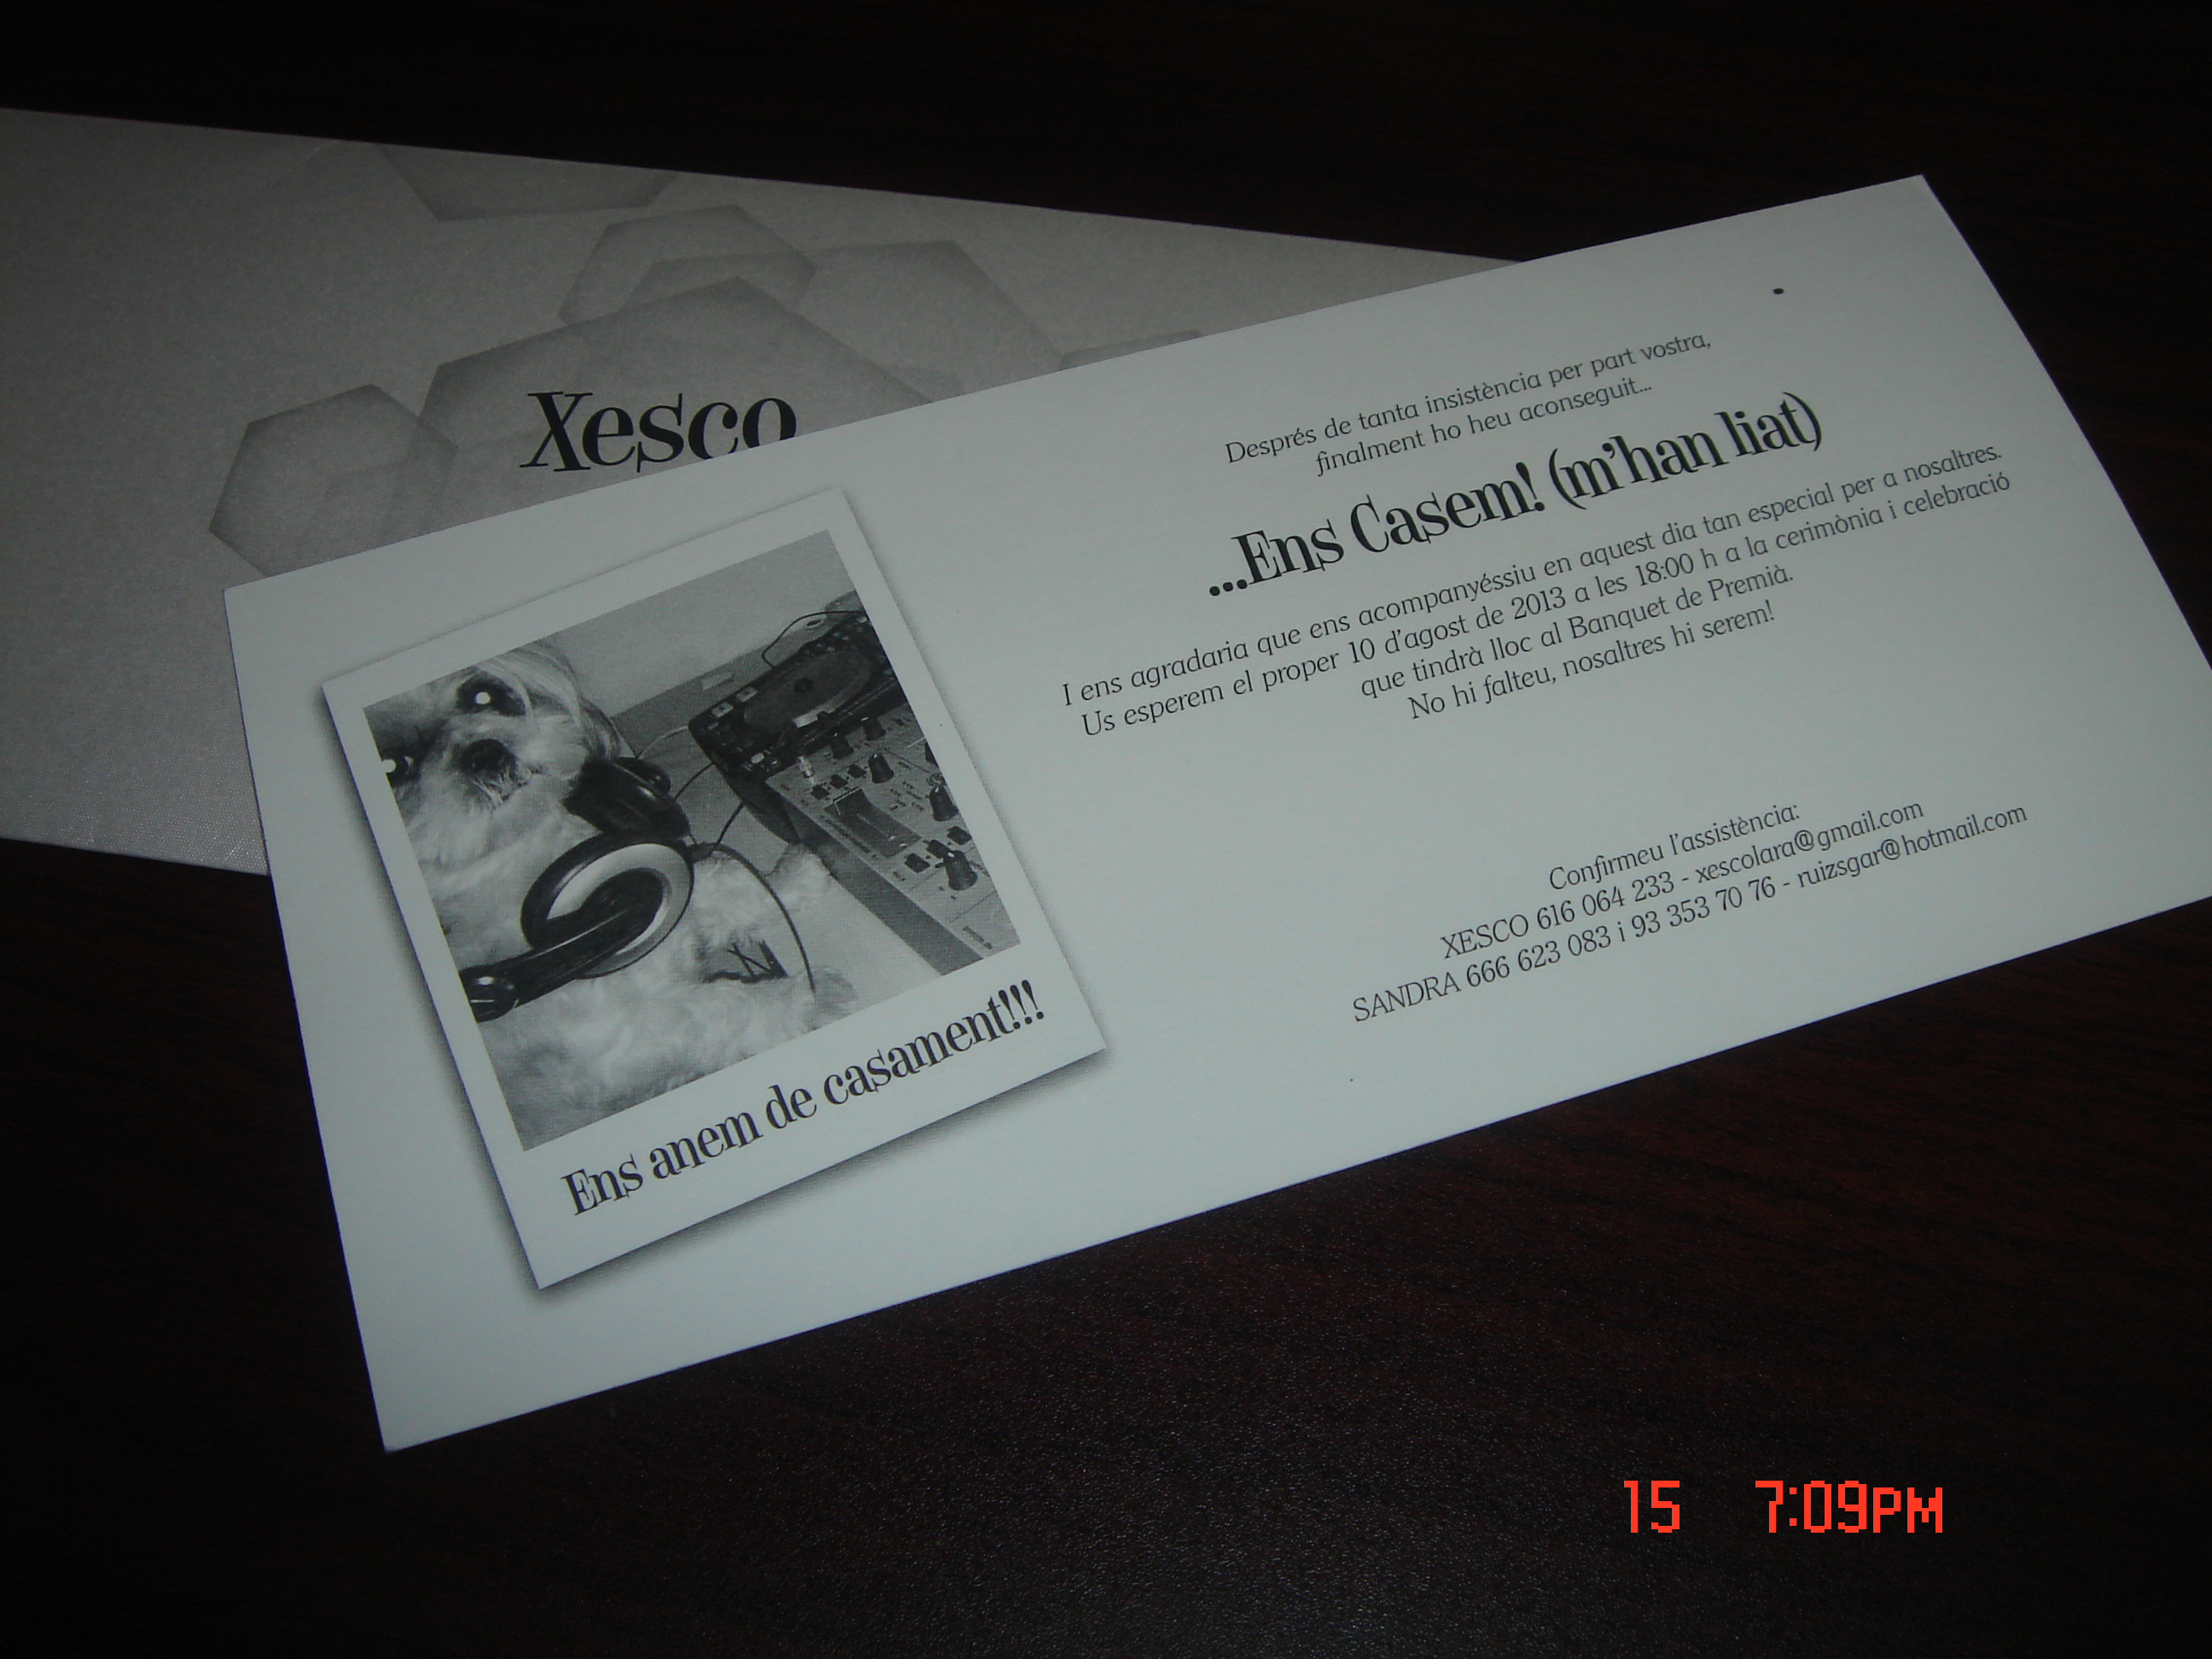 Xesco
Després de tanta insistència per part vostra,
finalment ho heu aconseguit...
...Ens Casem! (m'han liat)
I ens agradaria que ens acompanyéssiu en aquest dia tan especial per a nosaltres.
Us esperem el proper 10 d'agost de 2013 a les 18:00 h a la cerimònia i celebració
que tindrà lloc al Banquet de Premià.
No hi falteu, nosaltres hi serem!
Confirmeu l'assistència:
XESCO 616 064 233 - xescolara@gmail.com
SANDRA 666 623 083 i 93 353 70 76 - ruizsgar@hotmail.com
Ens anem de casament!!!
15 7:09PM